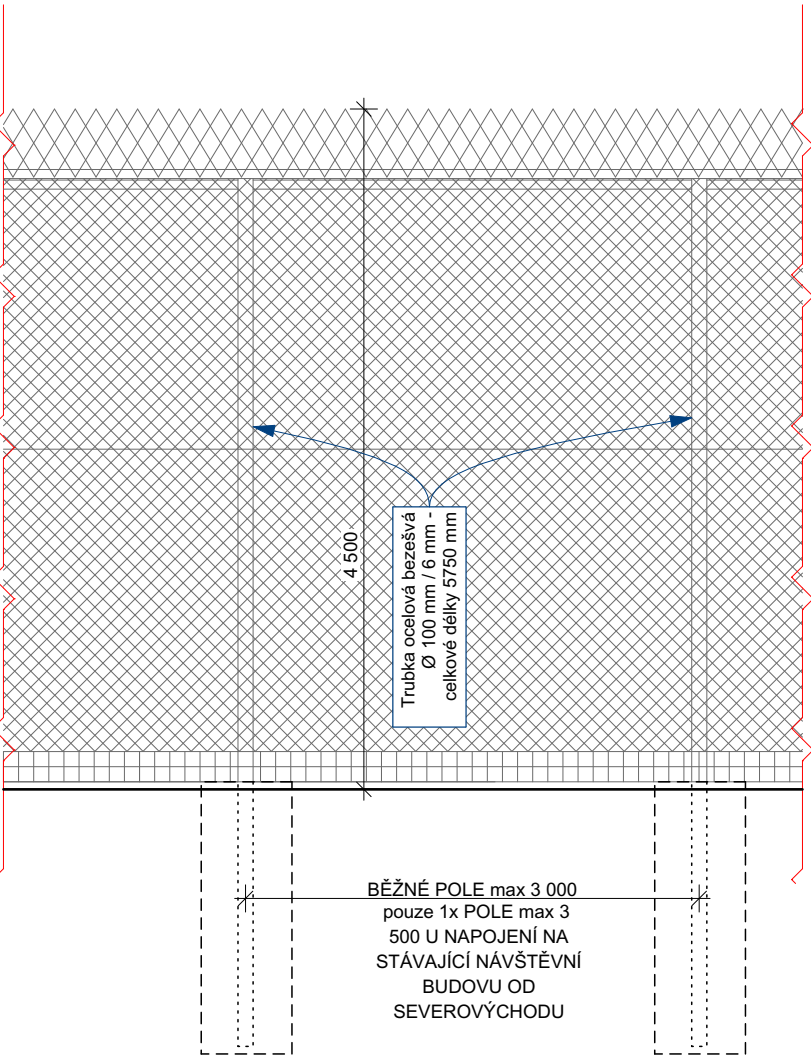 4 500
Trubka ocelová bezešvá
Ø 100 mm / 6 mm -
celkové délky 5750 mm
BĚŽNÉ POLE max 3 000
pouze 1x POLE max 3
500 U NAPOJENÍ NA
STÁVAJÍCÍ NÁVŠTĚVNÍ
BUDOVU OD
SEVEROVÝCHODU